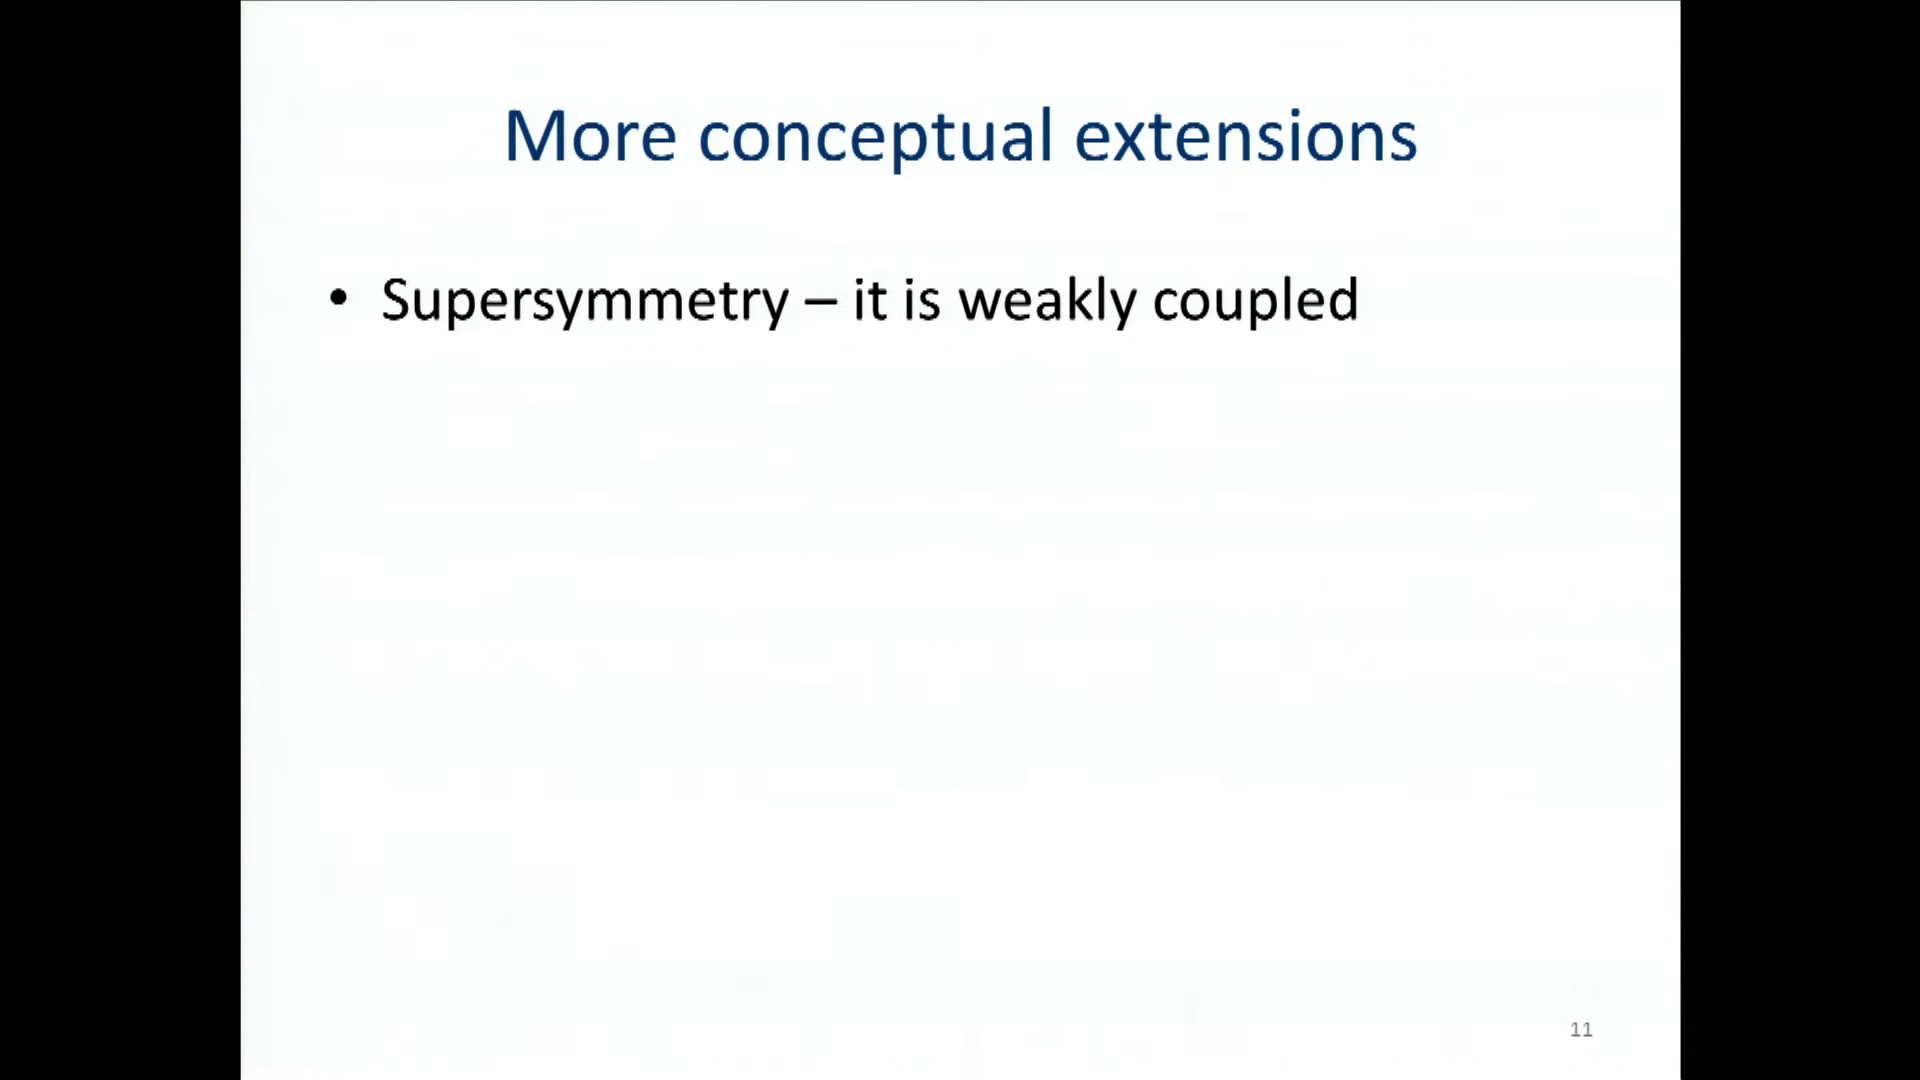 More conceptual extensions
• Supersymmetry – it is weakly coupled
11